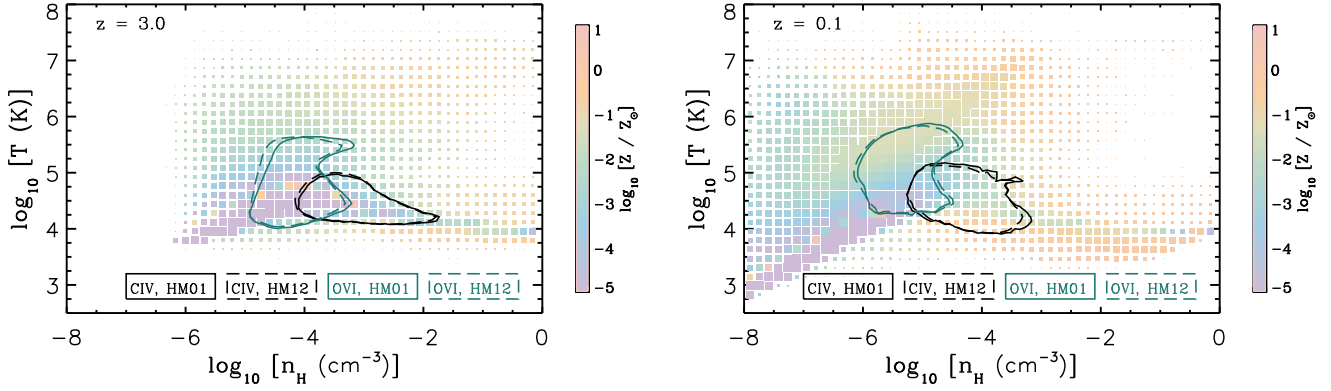 z = 3.0
8
7
6
5
4
3
log10 [T (K)]
−8
−6
−4
−2
0
log10 [nH (cm−3)]
CIV, HM01
CIV, HM12
OVI, HM01
OVI, HM12
1
0
−1
−2
−3
−4
−5
log10 [Z / Z⊙]
z = 0.1
8
7
6
5
4
3
log10 [T (K)]
−8
−6
−4
−2
0
log10 [nH (cm−3)]
CIV, HM01
CIV, HM12
OVI, HM01
OVI, HM12
1
0
−1
−2
−3
−4
−5
log10 [Z / Z⊙]